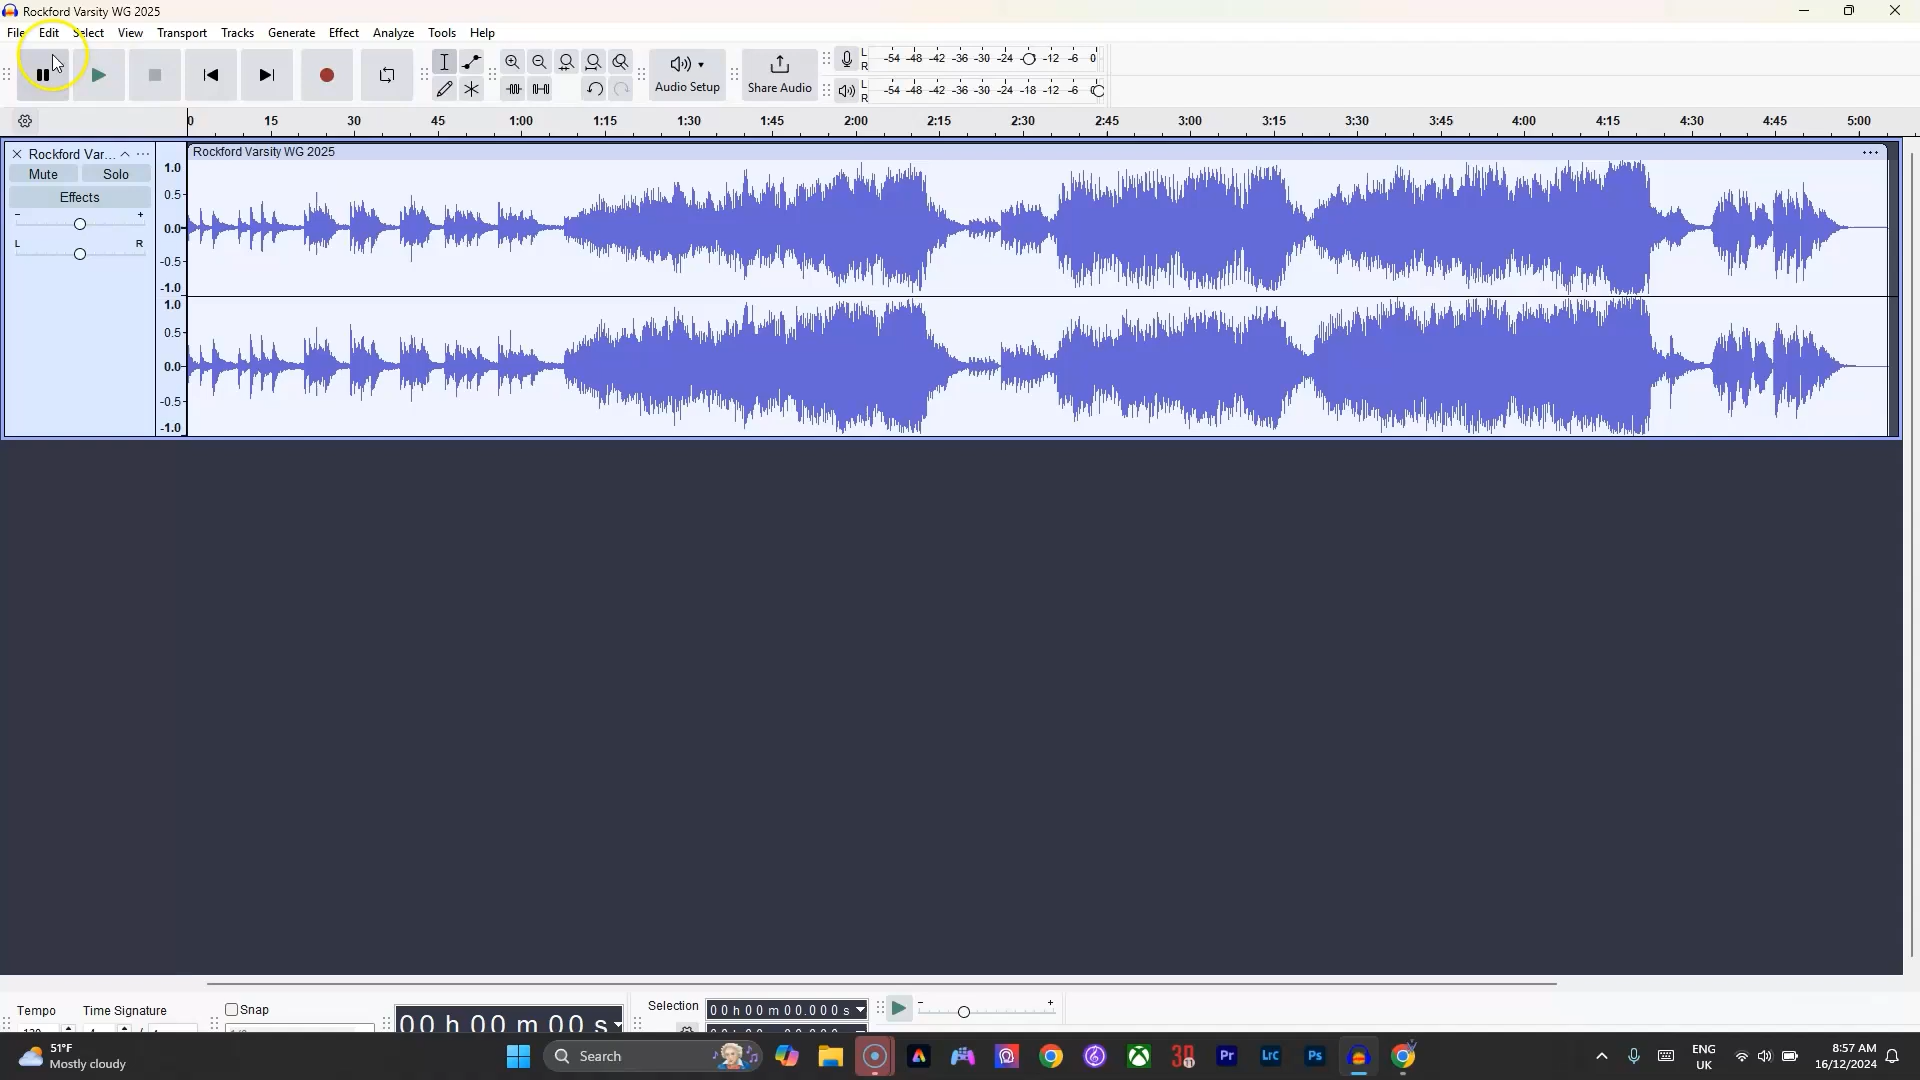 Rockford Varsity WG 2025
File Edit Select View Transport Tracks Generate Effect Analyze Tools Help
Audio Setup
Share Audio
L
R
-54 -48 -42 -36 -30 -24 -12 -6 0
L
R
-54 -48 -42 -36 -30 -24 -18 -12 -6
0 15 30 45 1:00 1:15 1:30 1:45 2:00 2:15 2:30 2:45 3:00 3:15 3:30 3:45 4:00 4:15 4:30 4:45 5:00
Rockford Var...
Mute Solo
Effects
- +
L R
Rockford Varsity WG 2025
1.0
0.5
0.0
-0.5
-1.0
1.0
0.5
0.0
-0.5
-1.0
Tempo Time Signature
Snap
00 h 00 m 00 s
Selection
00 h 00 m 00.000 s
- +
51°F
Mostly cloudy
Search
Pr
Lrc
Ps
ENG
UK
8:57 AM
16/12/2024